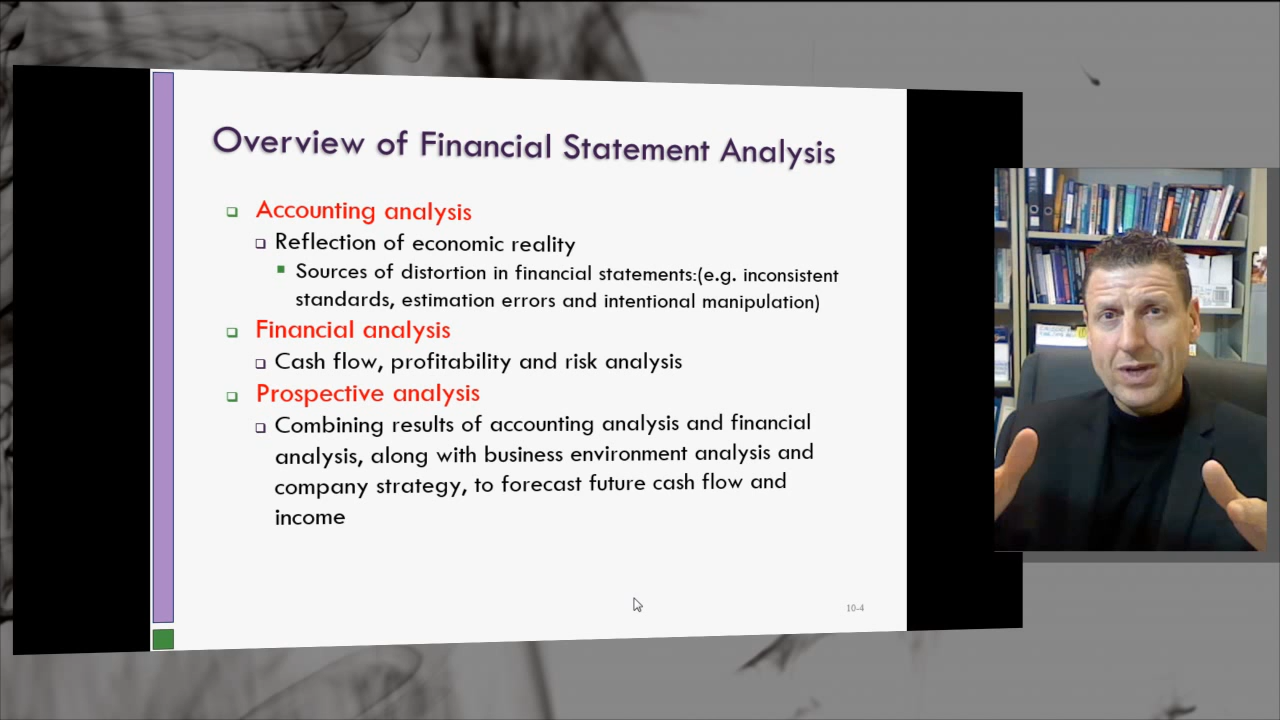 Overview of Financial Statement Analysis
Accounting analysis
Reflection of economic reality
Sources of distortion in financial statements:(e.g. inconsistent
standards, estimation errors and intentional manipulation)
Financial analysis
Cash flow, profitability and risk analysis
Prospective analysis
Combining results of accounting analysis and financial
analysis, along with business environment analysis and
company strategy, to forecast future cash flow and
income
10-4